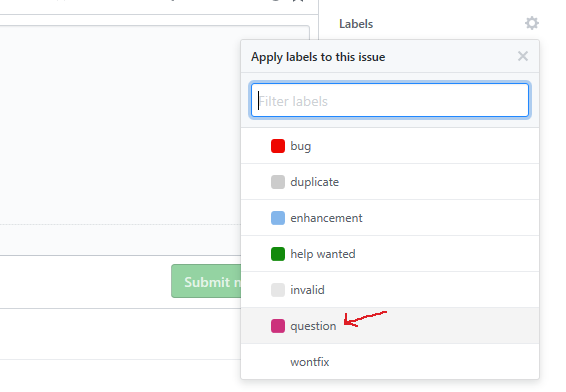 Labels
Apply labels to this issue
Filter labels
bug
duplicate
enhancement
help wanted
invalid
Submit
question
wontfix